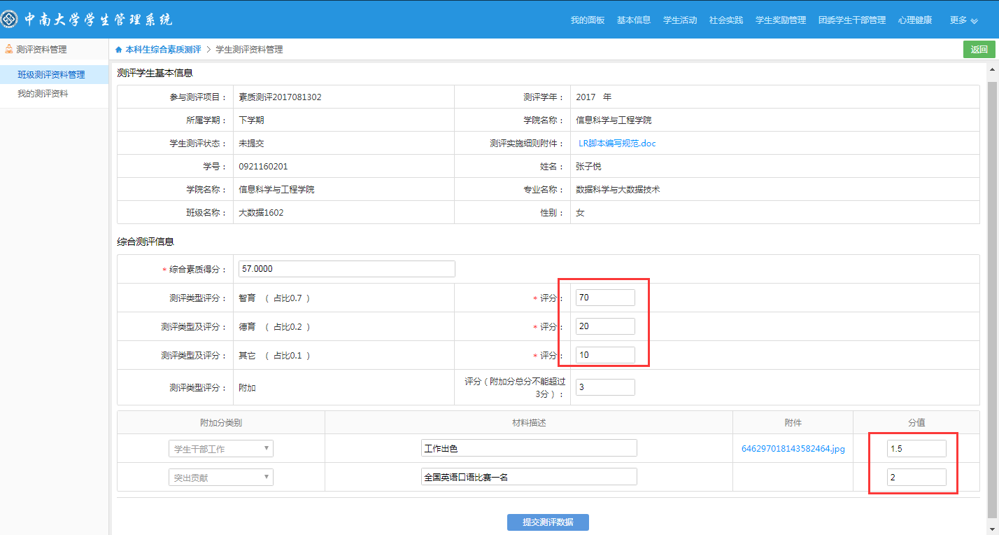 中南大学学生管理系统
我的面板 基本信息 学生活动 社会实践 学生奖励管理 团委学生干部管理 心理健康 更多
测评资料管理
班级测评资料管理
我的测评资料
本科生综合素质测评 > 学生测评资料管理 返回
测评学生基本信息
参与测评项目： 素质测评2017081302 测评学年： 2017 年
所属学期： 下学期 学院名称： 信息科学与工程学院
学生测评状态： 未提交 测评实施细则附件： LR脚本编写规范.doc
学号： 0921160201 姓名： 张子悦
学院名称： 信息科学与工程学院 专业名称： 数据科学与大数据技术
班级名称： 大数据1602 性别： 女
综合测评信息
* 综合素质得分： 57.0000
测评类型评分： 智育 （ 占比0.7 ） * 评分： 70
测评类型及评分： 德育 （ 占比0.2 ） * 评分： 20
测评类型及评分： 其它 （ 占比0.1 ） * 评分： 10
测评类型评分： 附加 评分（附加分总分不能超过
3分）： 3
附加分类别 材料描述 附件 分值
学生干部工作 工作出色 646297018143582464.jpg 1.5
突出贡献 全国英语口语比赛一名 2
提交测评数据